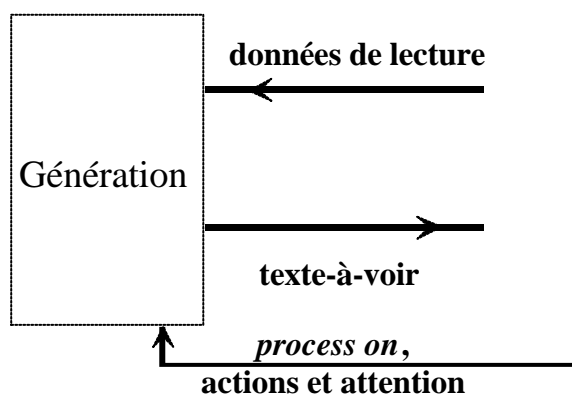 données de lecture
Génération
texte-à-voir
process on,
actions et attention